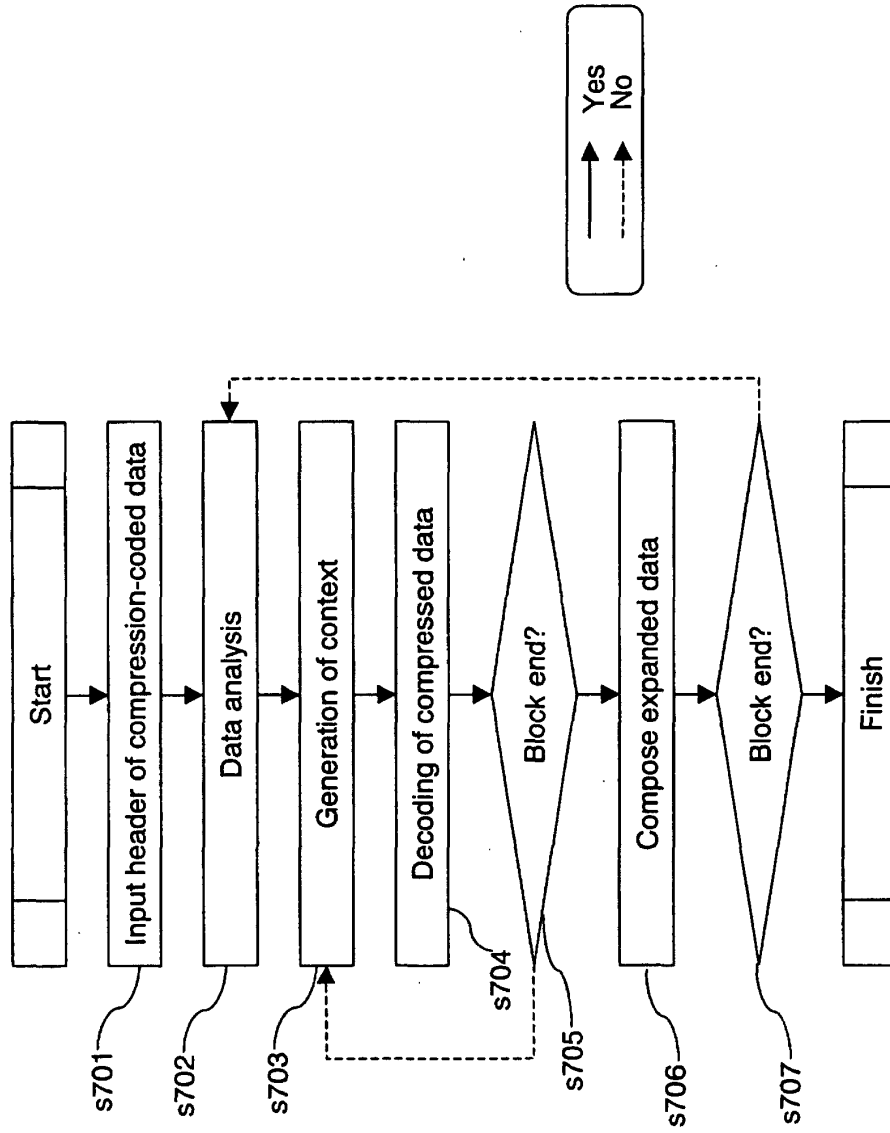 Start
s701
Input header of compression-coded data
s702
Data analysis
s703
Generation of context
s704
Decoding of compressed data
s705
Block end?
s706
Compose expanded data
s707
Block end?
Finish
Yes
No